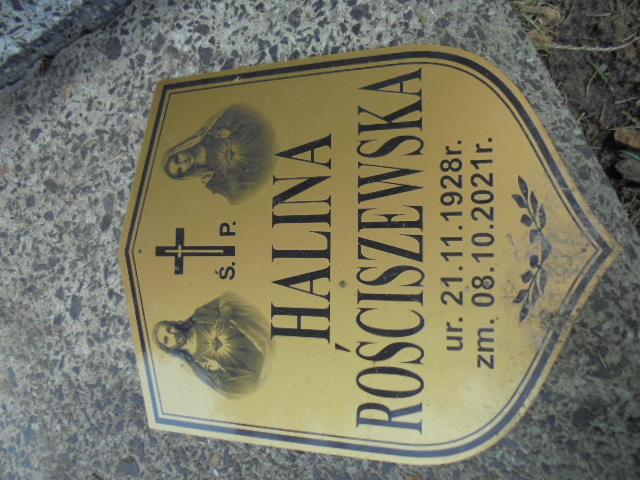 Ś. P.
HALINA
ROŚCISZEWSKA
ur. 21.11.1928r.
zm. 08.10.2021r.